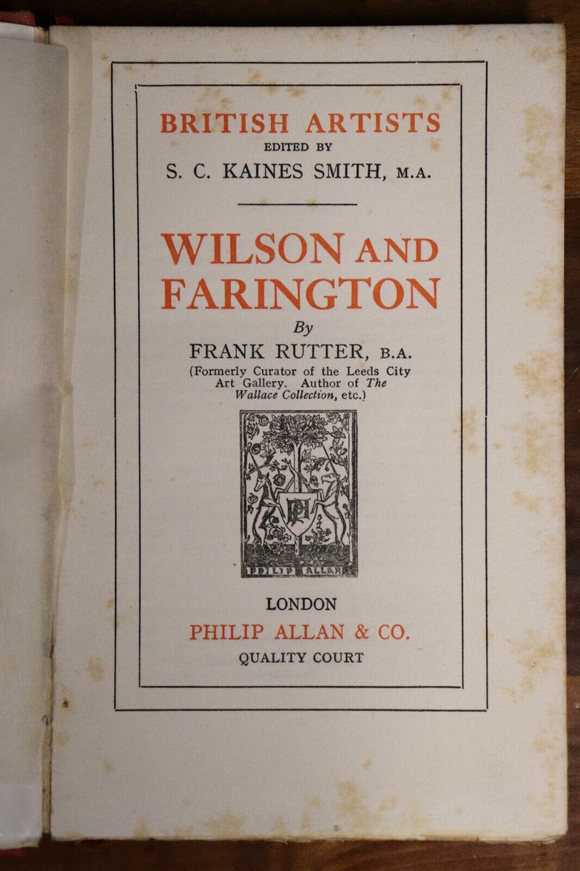 BRITISH ARTISTS
EDITED BY
S. C. KAINES SMITH, M.A.
WILSON AND
FARINGTON
By
FRANK RUTTER, B.A.
(Formerly Curator of the Leeds City
Art Gallery. Author of The
Wallace Collection, etc.)
PHILIP ALLAN
LONDON
PHILIP ALLAN & CO.
QUALITY COURT